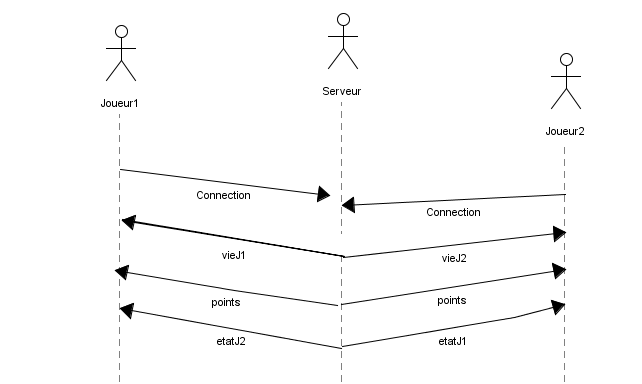 Serveur
Joueur1
Joueur2
Connection
Connection
vieJ1
vieJ2
points
points
etatJ2
etatJ1